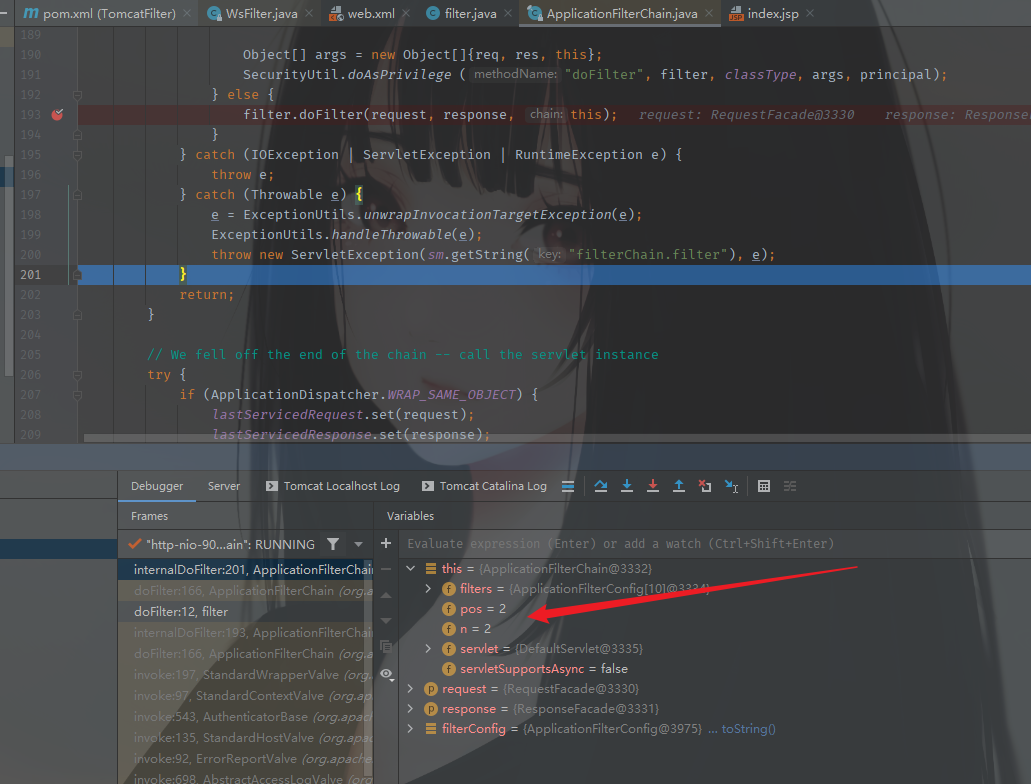 pom.xml (TomcatFilter) WsFilter.java web.xml filter.java ApplicationFilterChain.java index.jsp
189
190 Object[] args = new Object[]{req, res, this};
191 SecurityUtil.doAsPrivilege ( methodName: "doFilter", filter, classType, args, principal);
192 } else {
193 filter.doFilter(request, response, chain: this); request: RequestFacade@3330 response: Response
194 }
195 } catch (IOException | ServletException | RuntimeException e) {
196 throw e;
197 } catch (Throwable e) {
198 e = ExceptionUtils.unwrapInvocationTargetException(e);
199 ExceptionUtils.handleThrowable(e);
200 throw new ServletException(sm.getString( key: "filterChain.filter"), e);
201 }
202 return;
203 }
204
205 // We fell off the end of the chain -- call the servlet instance
206 try {
207 if (ApplicationDispatcher.WRAP_SAME_OBJECT) {
208 lastServicedRequest.set(request);
209 lastServicedResponse.set(response);
Debugger Server Tomcat Localhost Log Tomcat Catalina Log
Frames Variables
"http-nio-90...ain": RUNNING
Evaluate expression (Enter) or add a watch (Ctrl+Shift+Enter)
internalDoFilter:201, ApplicationFilterChain
doFilter:166, ApplicationFilterChain (org.a
doFilter:12, filter
internalDoFilter:193, ApplicationFilterChai
doFilter:166, ApplicationFilterChain (org.a
invoke:197, StandardWrapperValve (org.
invoke:97, StandardContextValve (org.ap
invoke:543, AuthenticatorBase (org.apac
invoke:135, StandardHostValve (org.apac
invoke:92, ErrorReportValve (org.apache
invoke:698, AbstractAccessLogValve (org
this = {ApplicationFilterChain@3332}
filters = {ApplicationFilterConfig[10]@3334}
pos = 2
n = 2
servlet = {DefaultServlet@3335}
servletSupportsAsync = false
request = {RequestFacade@3330}
response = {ResponseFacade@3331}
filterConfig = {ApplicationFilterConfig@3975} ... toString()